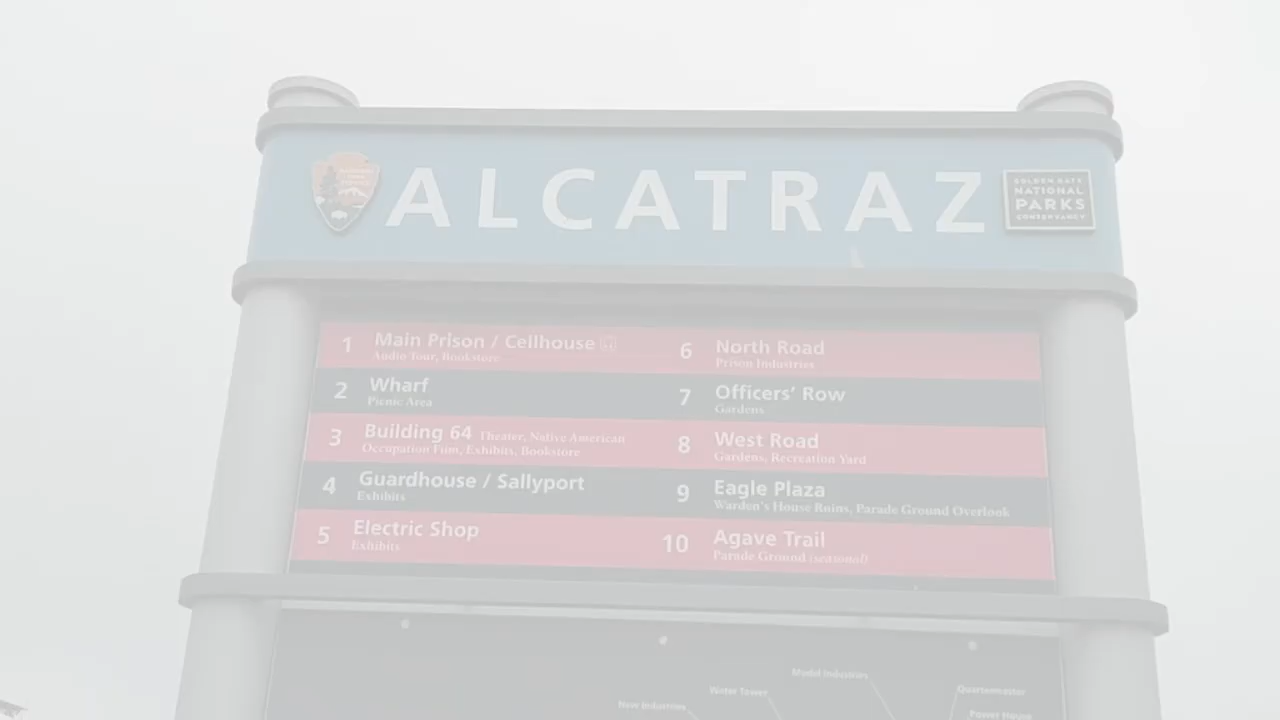 NATIONAL
PARK
SERVICE
ALCATRAZ
GOLDEN GATE
NATIONAL
PARKS
CONSERVANCY
1 Main Prison / Cellhouse
Audio Tour, Bookstore
2 Wharf
Picnic Area
3 Building 64 Theater, Native American
Occupation Film, Exhibits, Bookstore
4 Guardhouse / Sallyport
Exhibits
5 Electric Shop
Exhibits
6 North Road
Prison Industries
7 Officers' Row
Gardens
8 West Road
Gardens, Recreation Yard
9 Eagle Plaza
Warden's House Ruins, Parade Ground Overlook
10 Agave Trail
Parade Ground (seasonal)
Model Industries
Water Tower
New Industries
Quartermaster
Power House